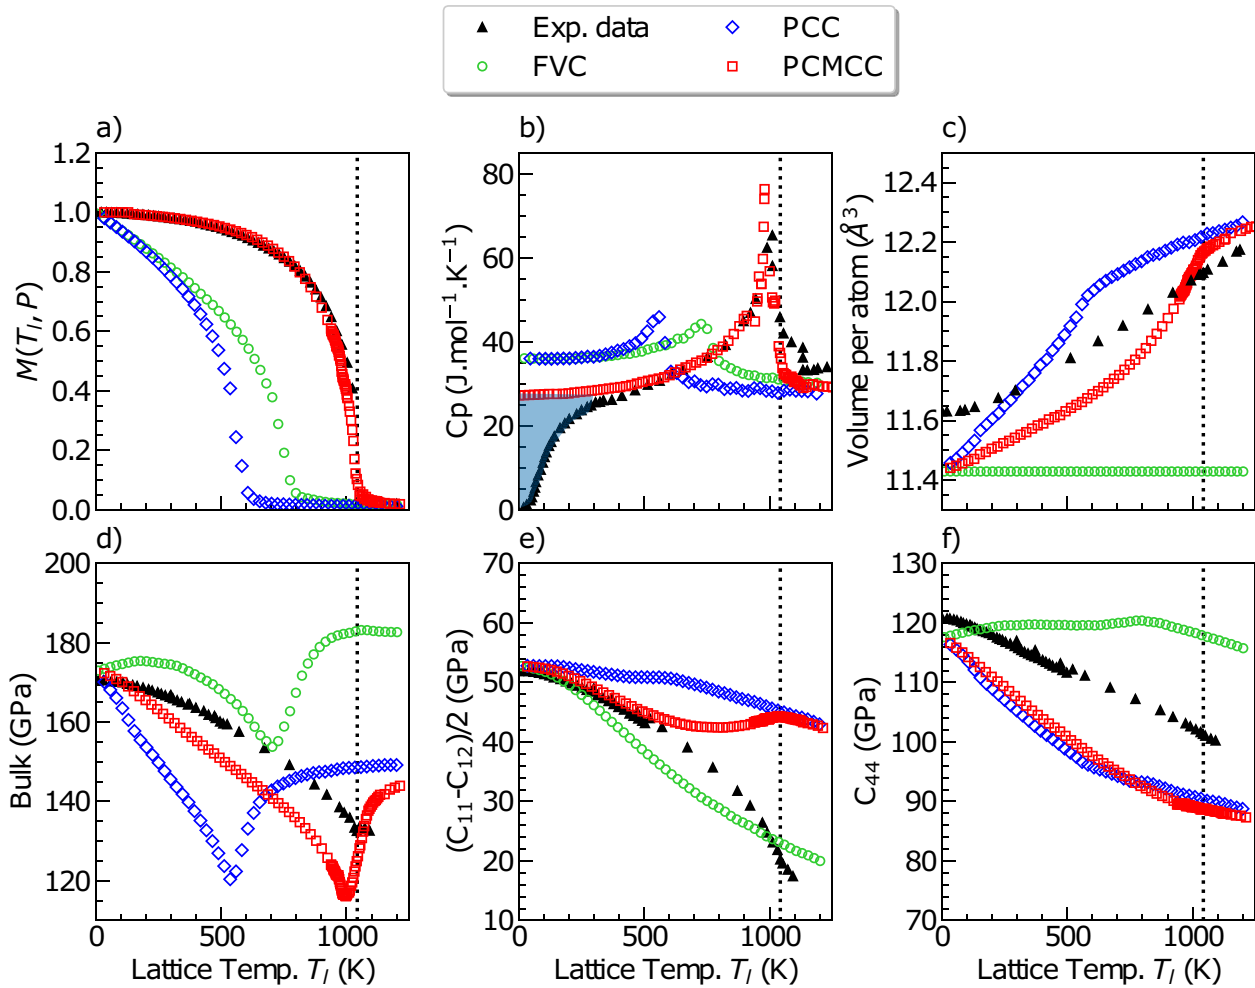 Exp. data
PCC
FVC
PCMCC
a)
b)
c)
1.2
1.0
0.8
0.6
0.4
0.2
0.0
M(T_l, P)
80
60
40
20
0
Cp (J.mol⁻¹.K⁻¹)
12.4
12.2
12.0
11.8
11.6
11.4
Volume per atom (Å³)
d)
e)
f)
200
180
160
140
120
Bulk (GPa)
0
500
1000
Lattice Temp. T_l (K)
70
60
50
40
30
20
10
(C₁₁-C₁₂)/2 (GPa)
0
500
1000
Lattice Temp. T_l (K)
130
120
110
100
90
80
70
C₄₄ (GPa)
0
500
1000
Lattice Temp. T_l (K)